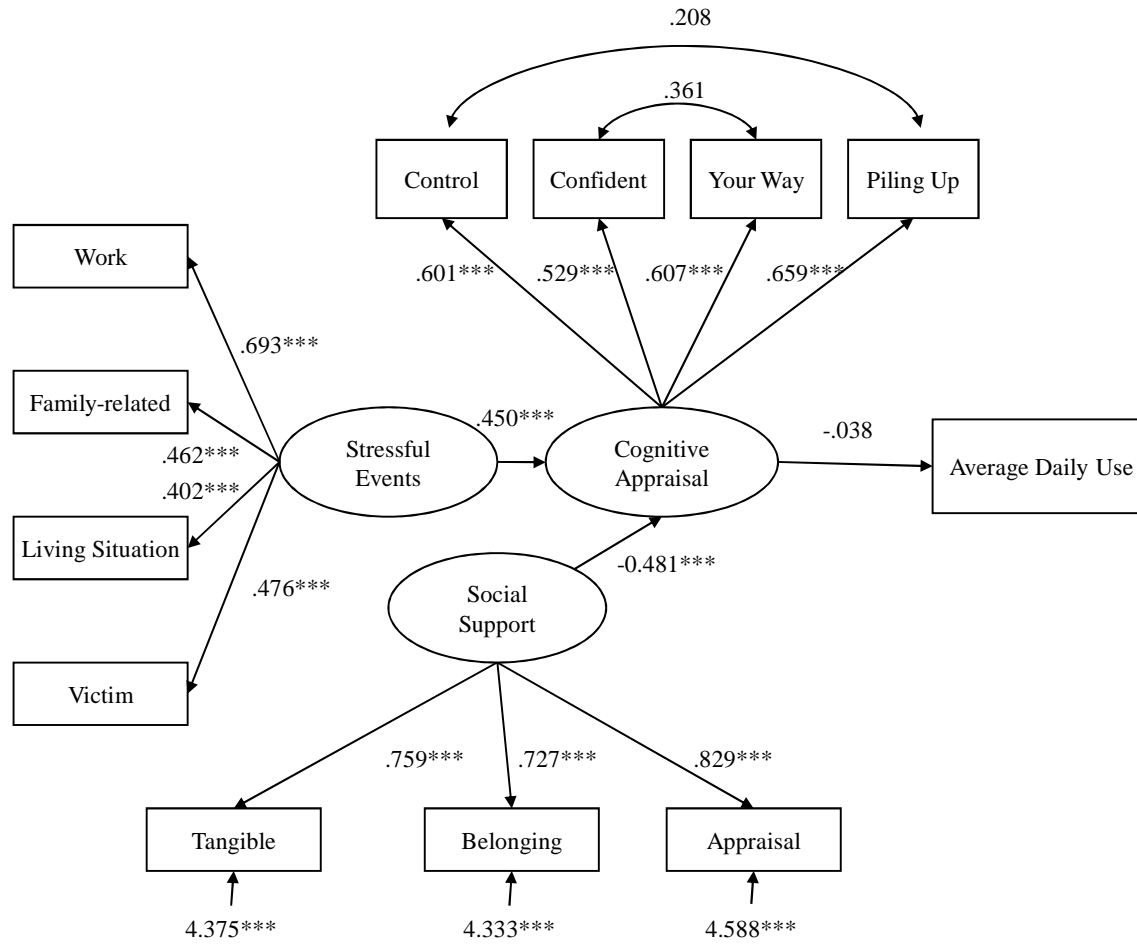 .208
.361
Control
Confident
Your Way
Piling Up
Work
.601***
.529***
.607***
.659***
.693***
Family-related
.450***
-.038
.462***
Stressful
Events
Cognitive
Appraisal
Average Daily Use
.402***
Living Situation
-0.481***
.476***
Social
Support
Victim
.759***
.727***
.829***
Tangible
Belonging
Appraisal
4.375***
4.333***
4.588***